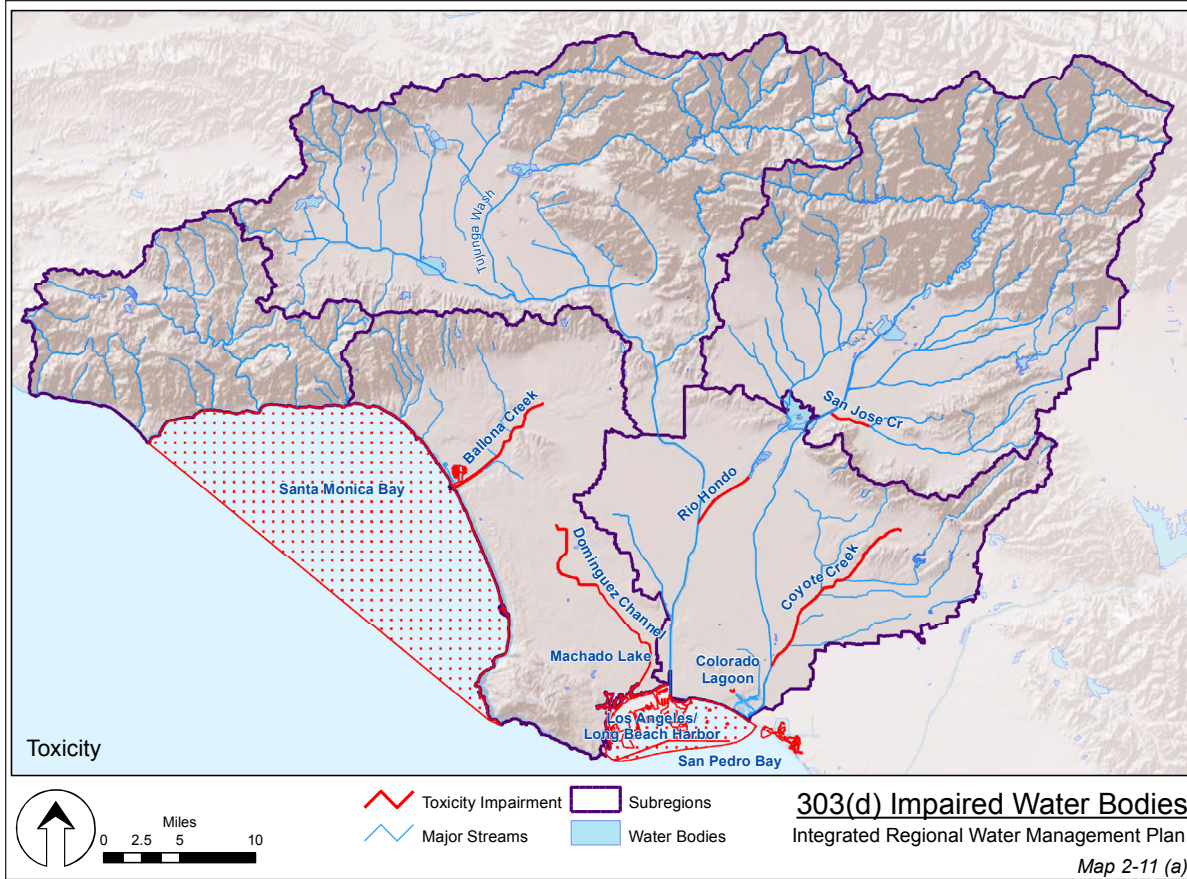 Tujunga Wash
San Jose Cr
Ballona Creek
Santa Monica Bay
Rio Hondo
Dominguez Channel
Coyote Creek
Machado Lake
Colorado
Lagoon
Los Angeles/
Long Beach Harbor
San Pedro Bay
Toxicity
Miles
0 2.5 5 10
Toxicity Impairment
Major Streams
Subregions
Water Bodies
303(d) Impaired Water Bodies
Integrated Regional Water Management Plan
Map 2-11 (a)